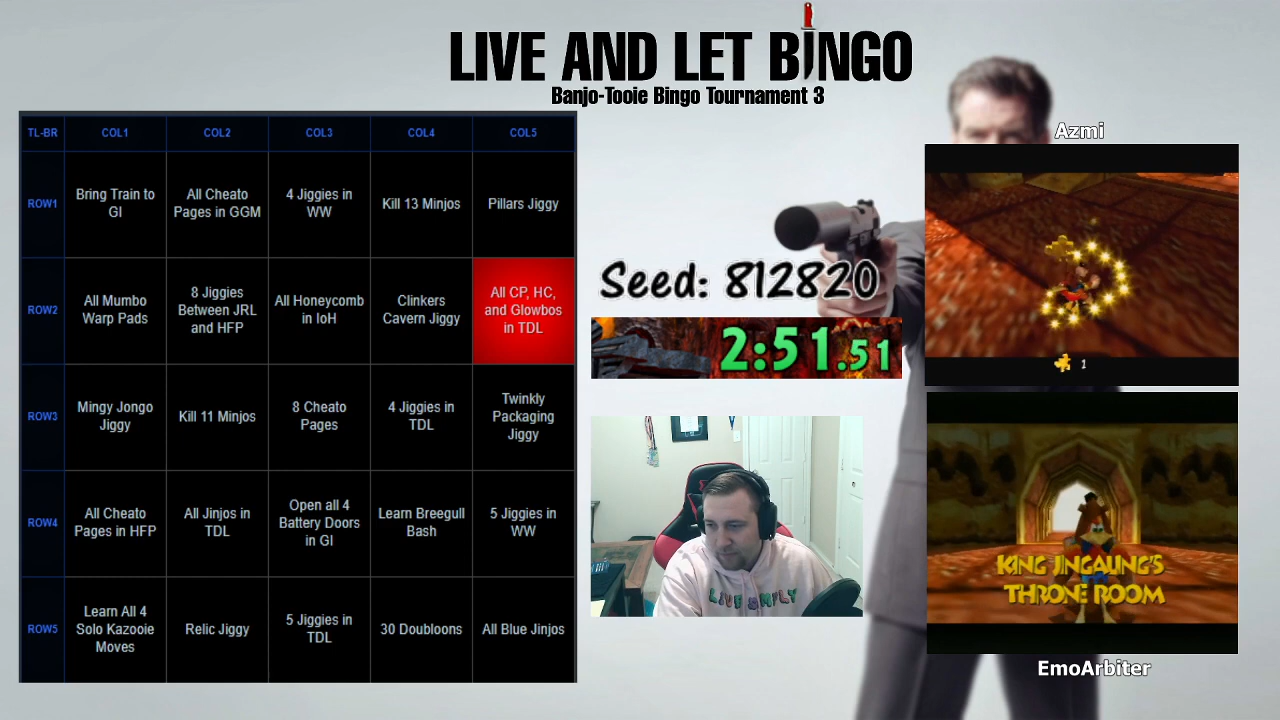 LIVE AND LET BINGO
Banjo-Tooie Bingo Tournament 3
TL-BR COL1 COL2 COL3 COL4 COL5
ROW1
Bring Train to
GI
All Cheato
Pages in GGM
4 Jiggies in
WW
Kill 13 Minjos
Pillars Jiggy
ROW2
All Mumbo
Warp Pads
8 Jiggies
Between JRL
and HFP
All Honeycomb
in IoH
Clinkers
Cavern Jiggy
All CP, HC,
and Glowbos
in TDL
ROW3
Mingy Jongo
Jiggy
Kill 11 Minjos
8 Cheato
Pages
4 Jiggies in
TDL
Twinkly
Packaging
Jiggy
ROW4
All Cheato
Pages in HFP
All Jinjos in
TDL
Open all 4
Battery Doors
in GI
Learn Breegull
Bash
5 Jiggies in
WW
ROW5
Learn All 4
Solo Kazooie
Moves
Relic Jiggy
5 Jiggies in
TDL
30 Doubloons
All Blue Jinjos
Seed: 812820
2:51.51
Azmi
1
KING JINGALING'S
THRONE ROOM
EmoArbiter